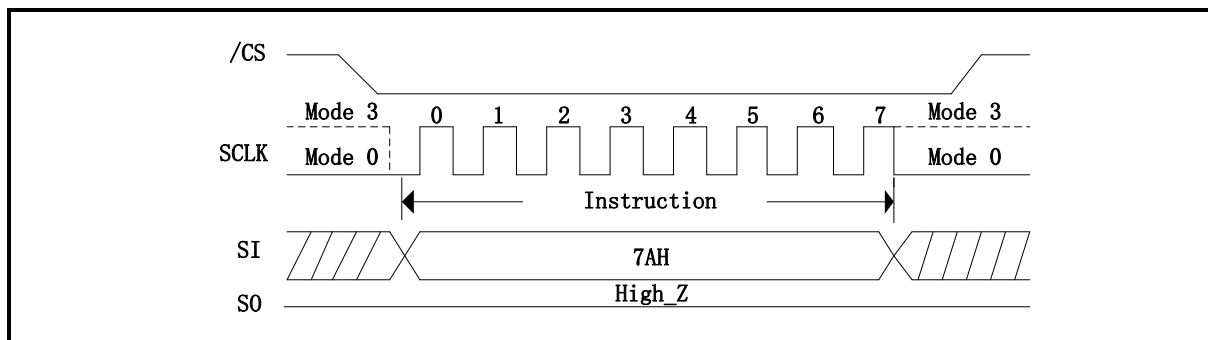 /CS
Mode 3 0 1 2 3 4 5 6 7 Mode 3
SCLK Mode 0 Mode 0
Instruction
SI 7AH
High_Z
SO